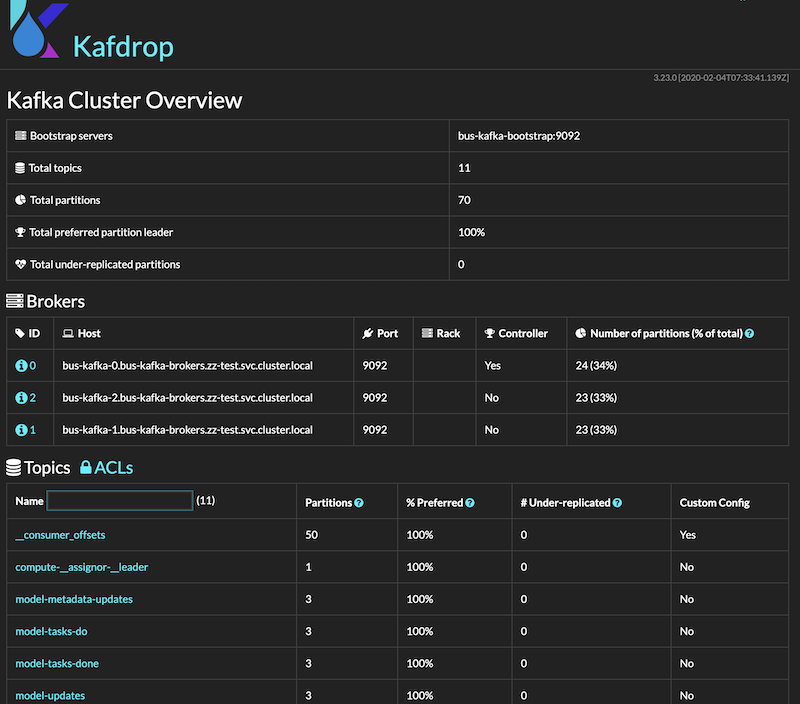 Kafdrop
3.23.0 [2020-02-04T07:33:41.139Z]
Kafka Cluster Overview
Bootstrap servers bus-kafka-bootstrap:9092
Total topics 11
Total partitions 70
Total preferred partition leader 100%
Total under-replicated partitions 0
Brokers
ID Host Port Rack Controller Number of partitions (% of total)
0 bus-kafka-0.bus-kafka-brokers.zz-test.svc.cluster.local 9092 Yes 24 (34%)
2 bus-kafka-2.bus-kafka-brokers.zz-test.svc.cluster.local 9092 No 23 (33%)
1 bus-kafka-1.bus-kafka-brokers.zz-test.svc.cluster.local 9092 No 23 (33%)
Topics ACLs
Name (11) Partitions % Preferred # Under-replicated Custom Config
__consumer_offsets 50 100% 0 Yes
compute-__assignor-__leader 1 100% 0 No
model-metadata-updates 3 100% 0 No
model-tasks-do 3 100% 0 No
model-tasks-done 3 100% 0 No
model-updates 3 100% 0 No